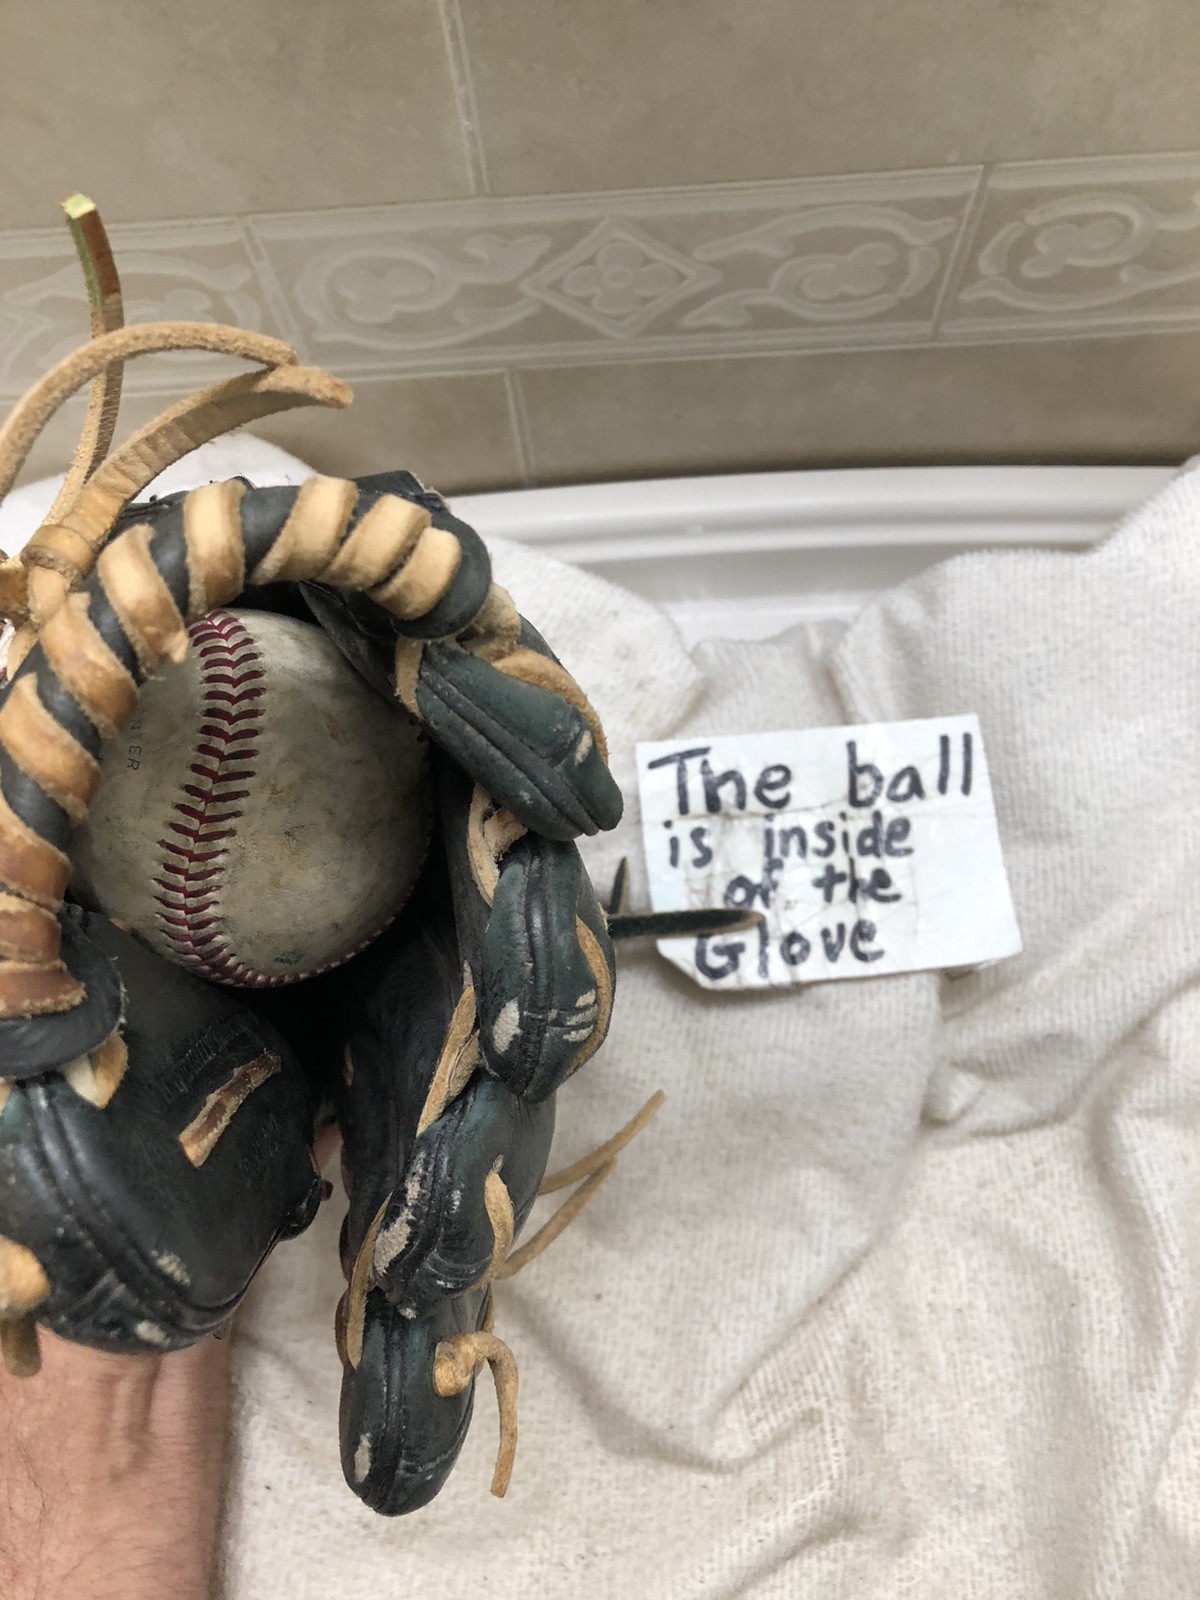 The ball
is inside
of the
Glove